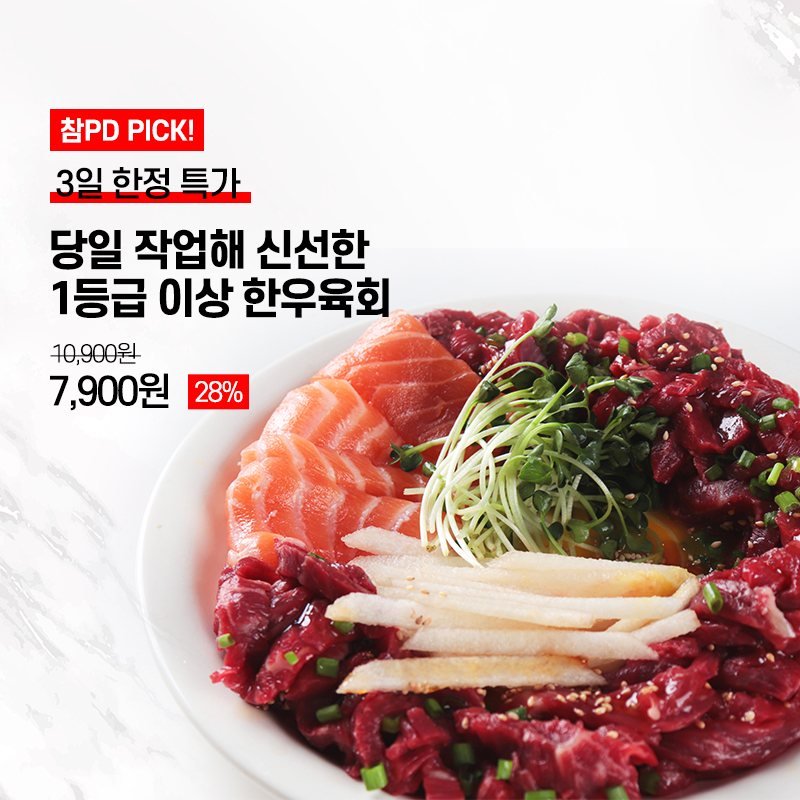 참PD PICK!
3일 한정 특가
당일 작업해 신선한
1등급 이상 한우육회
10,900원
7,900원 28%